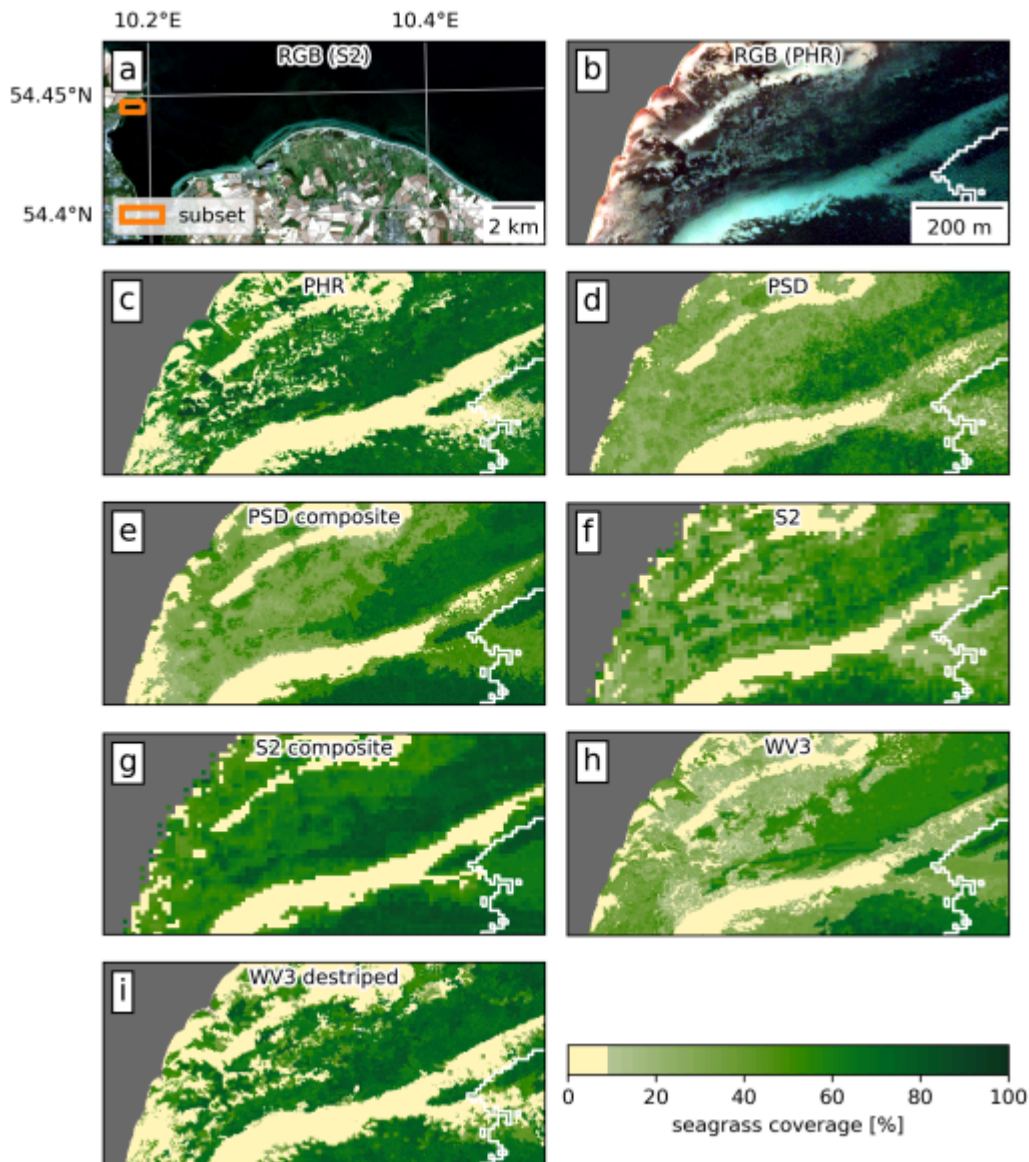 10.2°E 10.4°E
a RGB (S2)
54.45°N
54.4°N
subset
2 km
b RGB (PHR)
200 m
c PHR
d PSD
e PSD composite
f S2
g S2 composite
h WV3
i WV3 destriped
0 20 40 60 80 100
seagrass coverage [%]